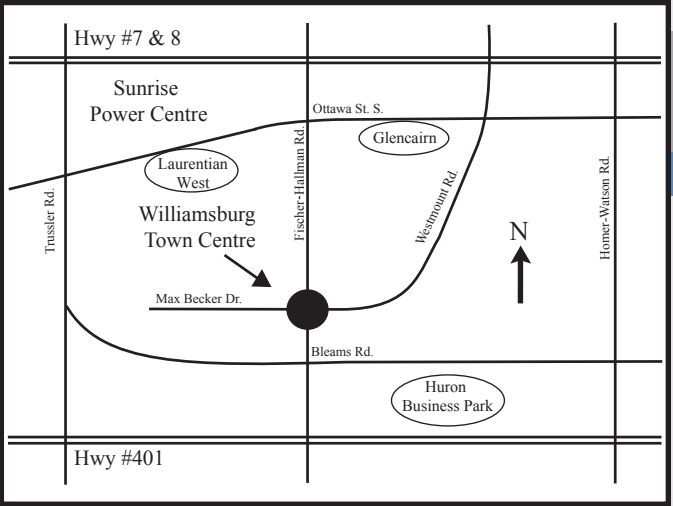 Hwy #7 & 8
Sunrise
Power Centre
Ottawa St. S.
Glencairn
Laurentian
West
Fischer-Hallman Rd.
Westmount Rd.
Homer-Watson Rd.
Trussler Rd.
Williamsburg
Town Centre
N
Max Becker Dr.
Bleams Rd.
Huron
Business Park
Hwy #401